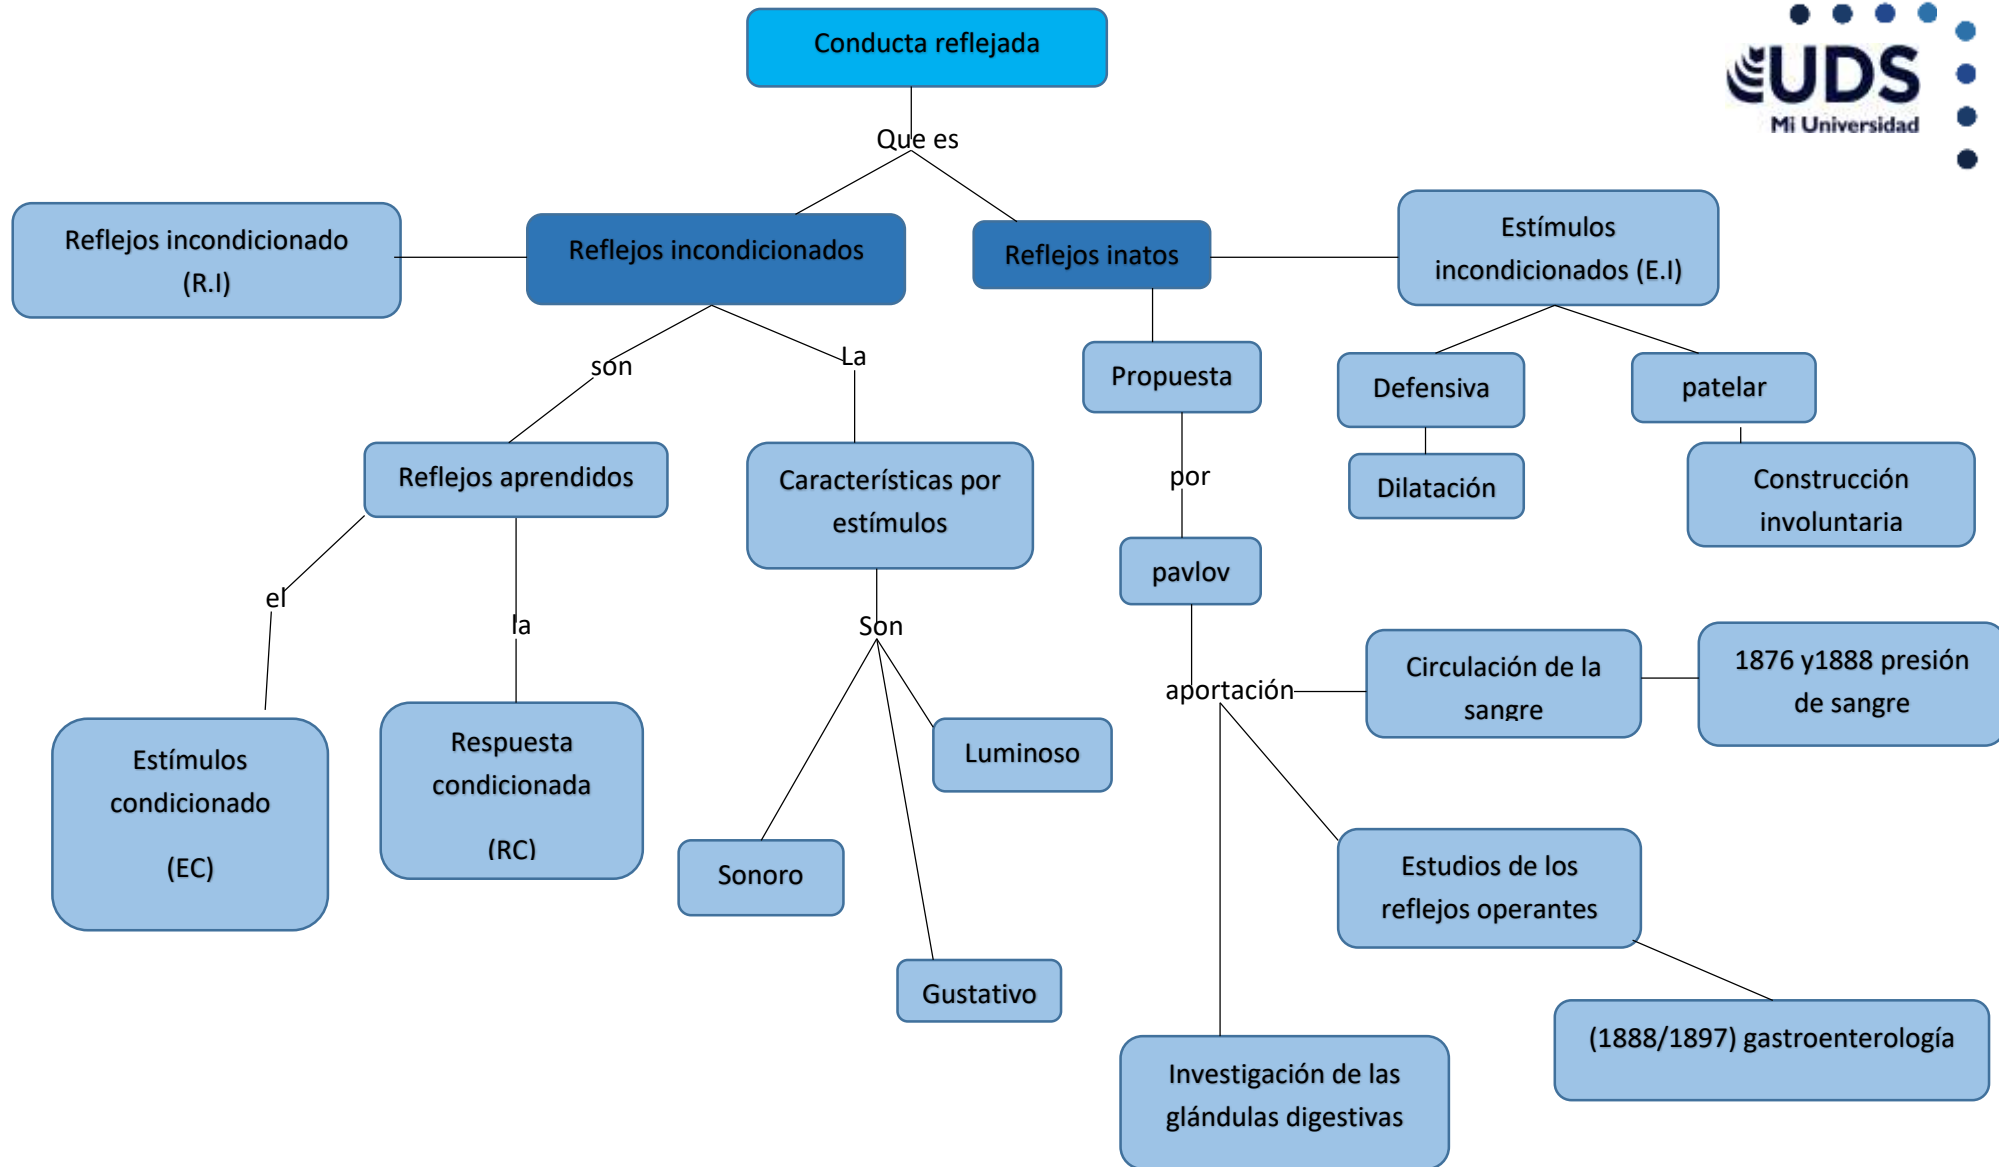 Conducta reflejada
UDS
Mi Universidad
Que es
Reflejos incondicionado
(R.I)
Reflejos incondicionados
Reflejos inatos
Estímulos
incondicionados (E.I)
son
La
Propuesta
Defensiva
patelar
Reflejos aprendidos
Características por
estímulos
por
Dilatación
Construcción
involuntaria
pavlov
el
la
Son
aportación
Circulación de la
sangre
1876 y1888 presión
de sangre
Estímulos
condicionado
(EC)
Respuesta
condicionada
(RC)
Luminoso
Sonoro
Estudios de los
reflejos operantes
Gustativo
(1888/1897) gastroenterología
Investigación de las
glándulas digestivas